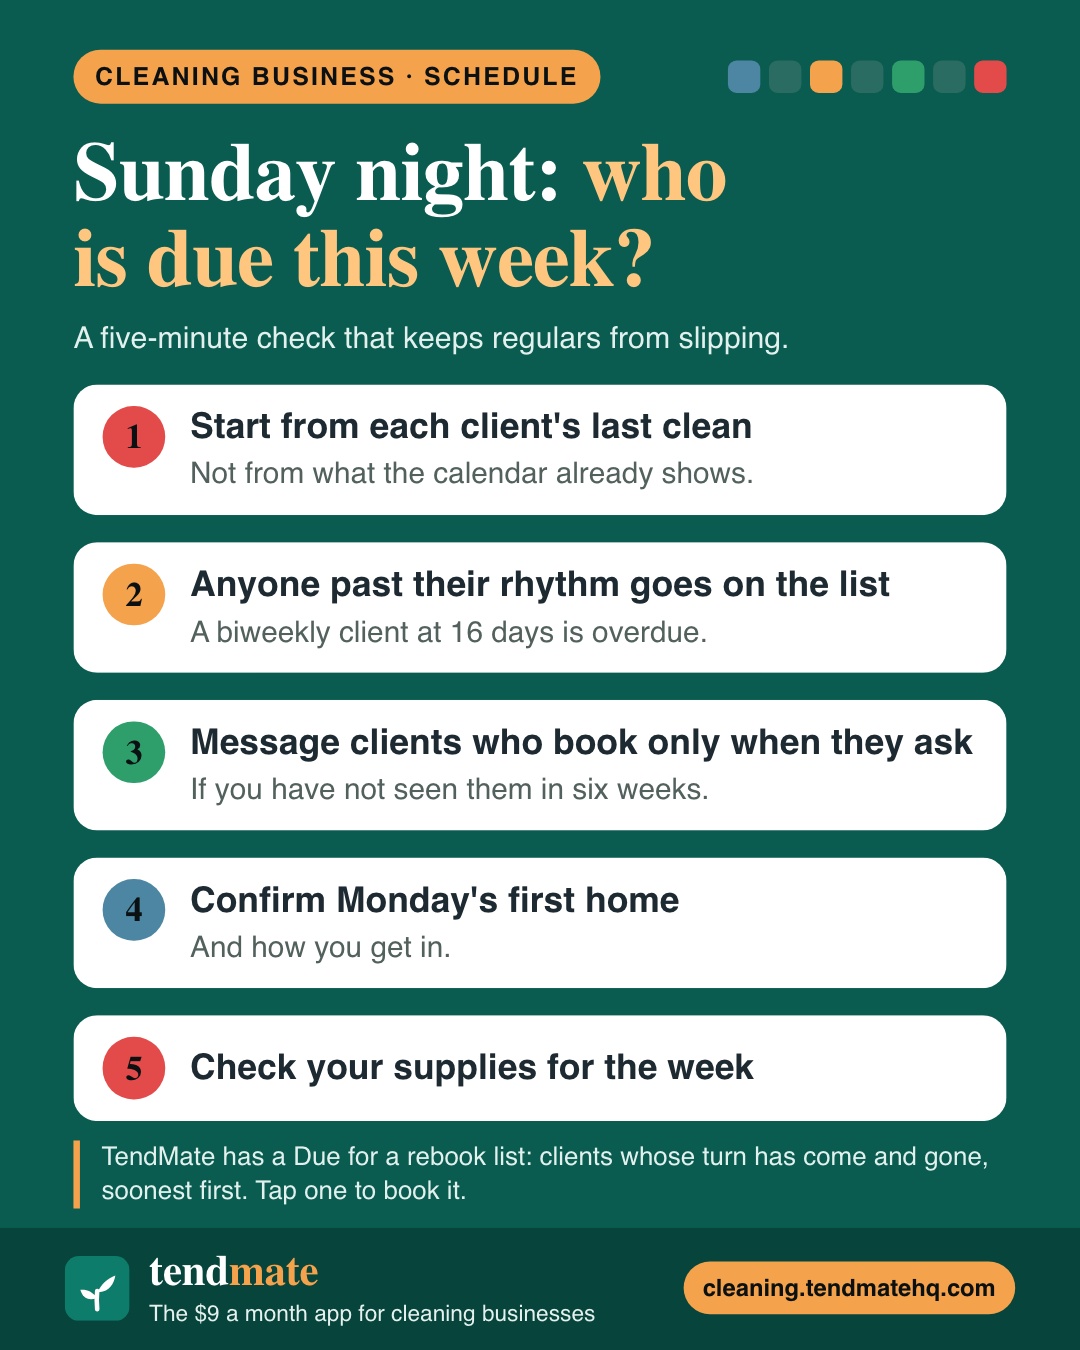 CLEANING BUSINESS · SCHEDULE
Sunday night: who
is due this week?
A five-minute check that keeps regulars from slipping.
1
Start from each client's last clean
Not from what the calendar already shows.
2
Anyone past their rhythm goes on the list
A biweekly client at 16 days is overdue.
3
Message clients who book only when they ask
If you have not seen them in six weeks.
4
Confirm Monday's first home
And how you get in.
5
Check your supplies for the week
TendMate has a Due for a rebook list: clients whose turn has come and gone,
soonest first. Tap one to book it.
tendmate
The $9 a month app for cleaning businesses
cleaning.tendmatehq.com